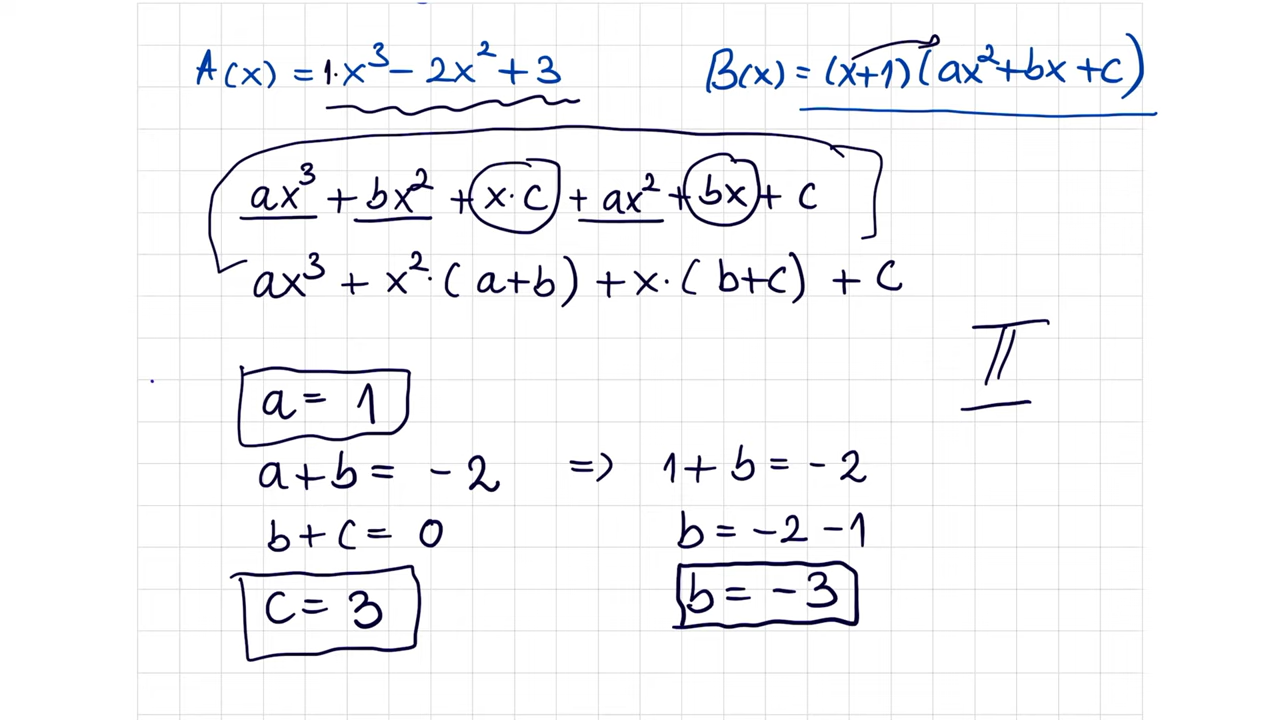 A(x) = 1·x³ - 2x² + 3 B(x) = (x+1)(ax²+bx+c)
ax³ + bx² + x·c + ax² + bx + c
ax³ + x²·(a+b) + x·(b+c) + c
II
a = 1
a+b = -2 => 1+b = -2
b+c = 0 b = -2 -1
c = 3 b = -3